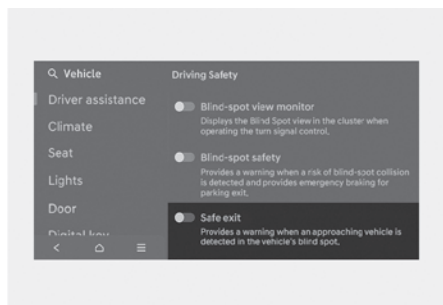 Vehicle
Driver assistance
Climate
Seat
Lights
Door
Digital key
Driving Safety
Blind-spot view monitor
Displays the Blind Spot view in the cluster when
operating the turn signal control.
Blind-spot safety
Provides a warning when a risk of blind-spot collision
is detected and provides emergency braking for
parking exit.
Safe exit
Provides a warning when an approaching vehicle is
detected in the vehicle's blind spot.